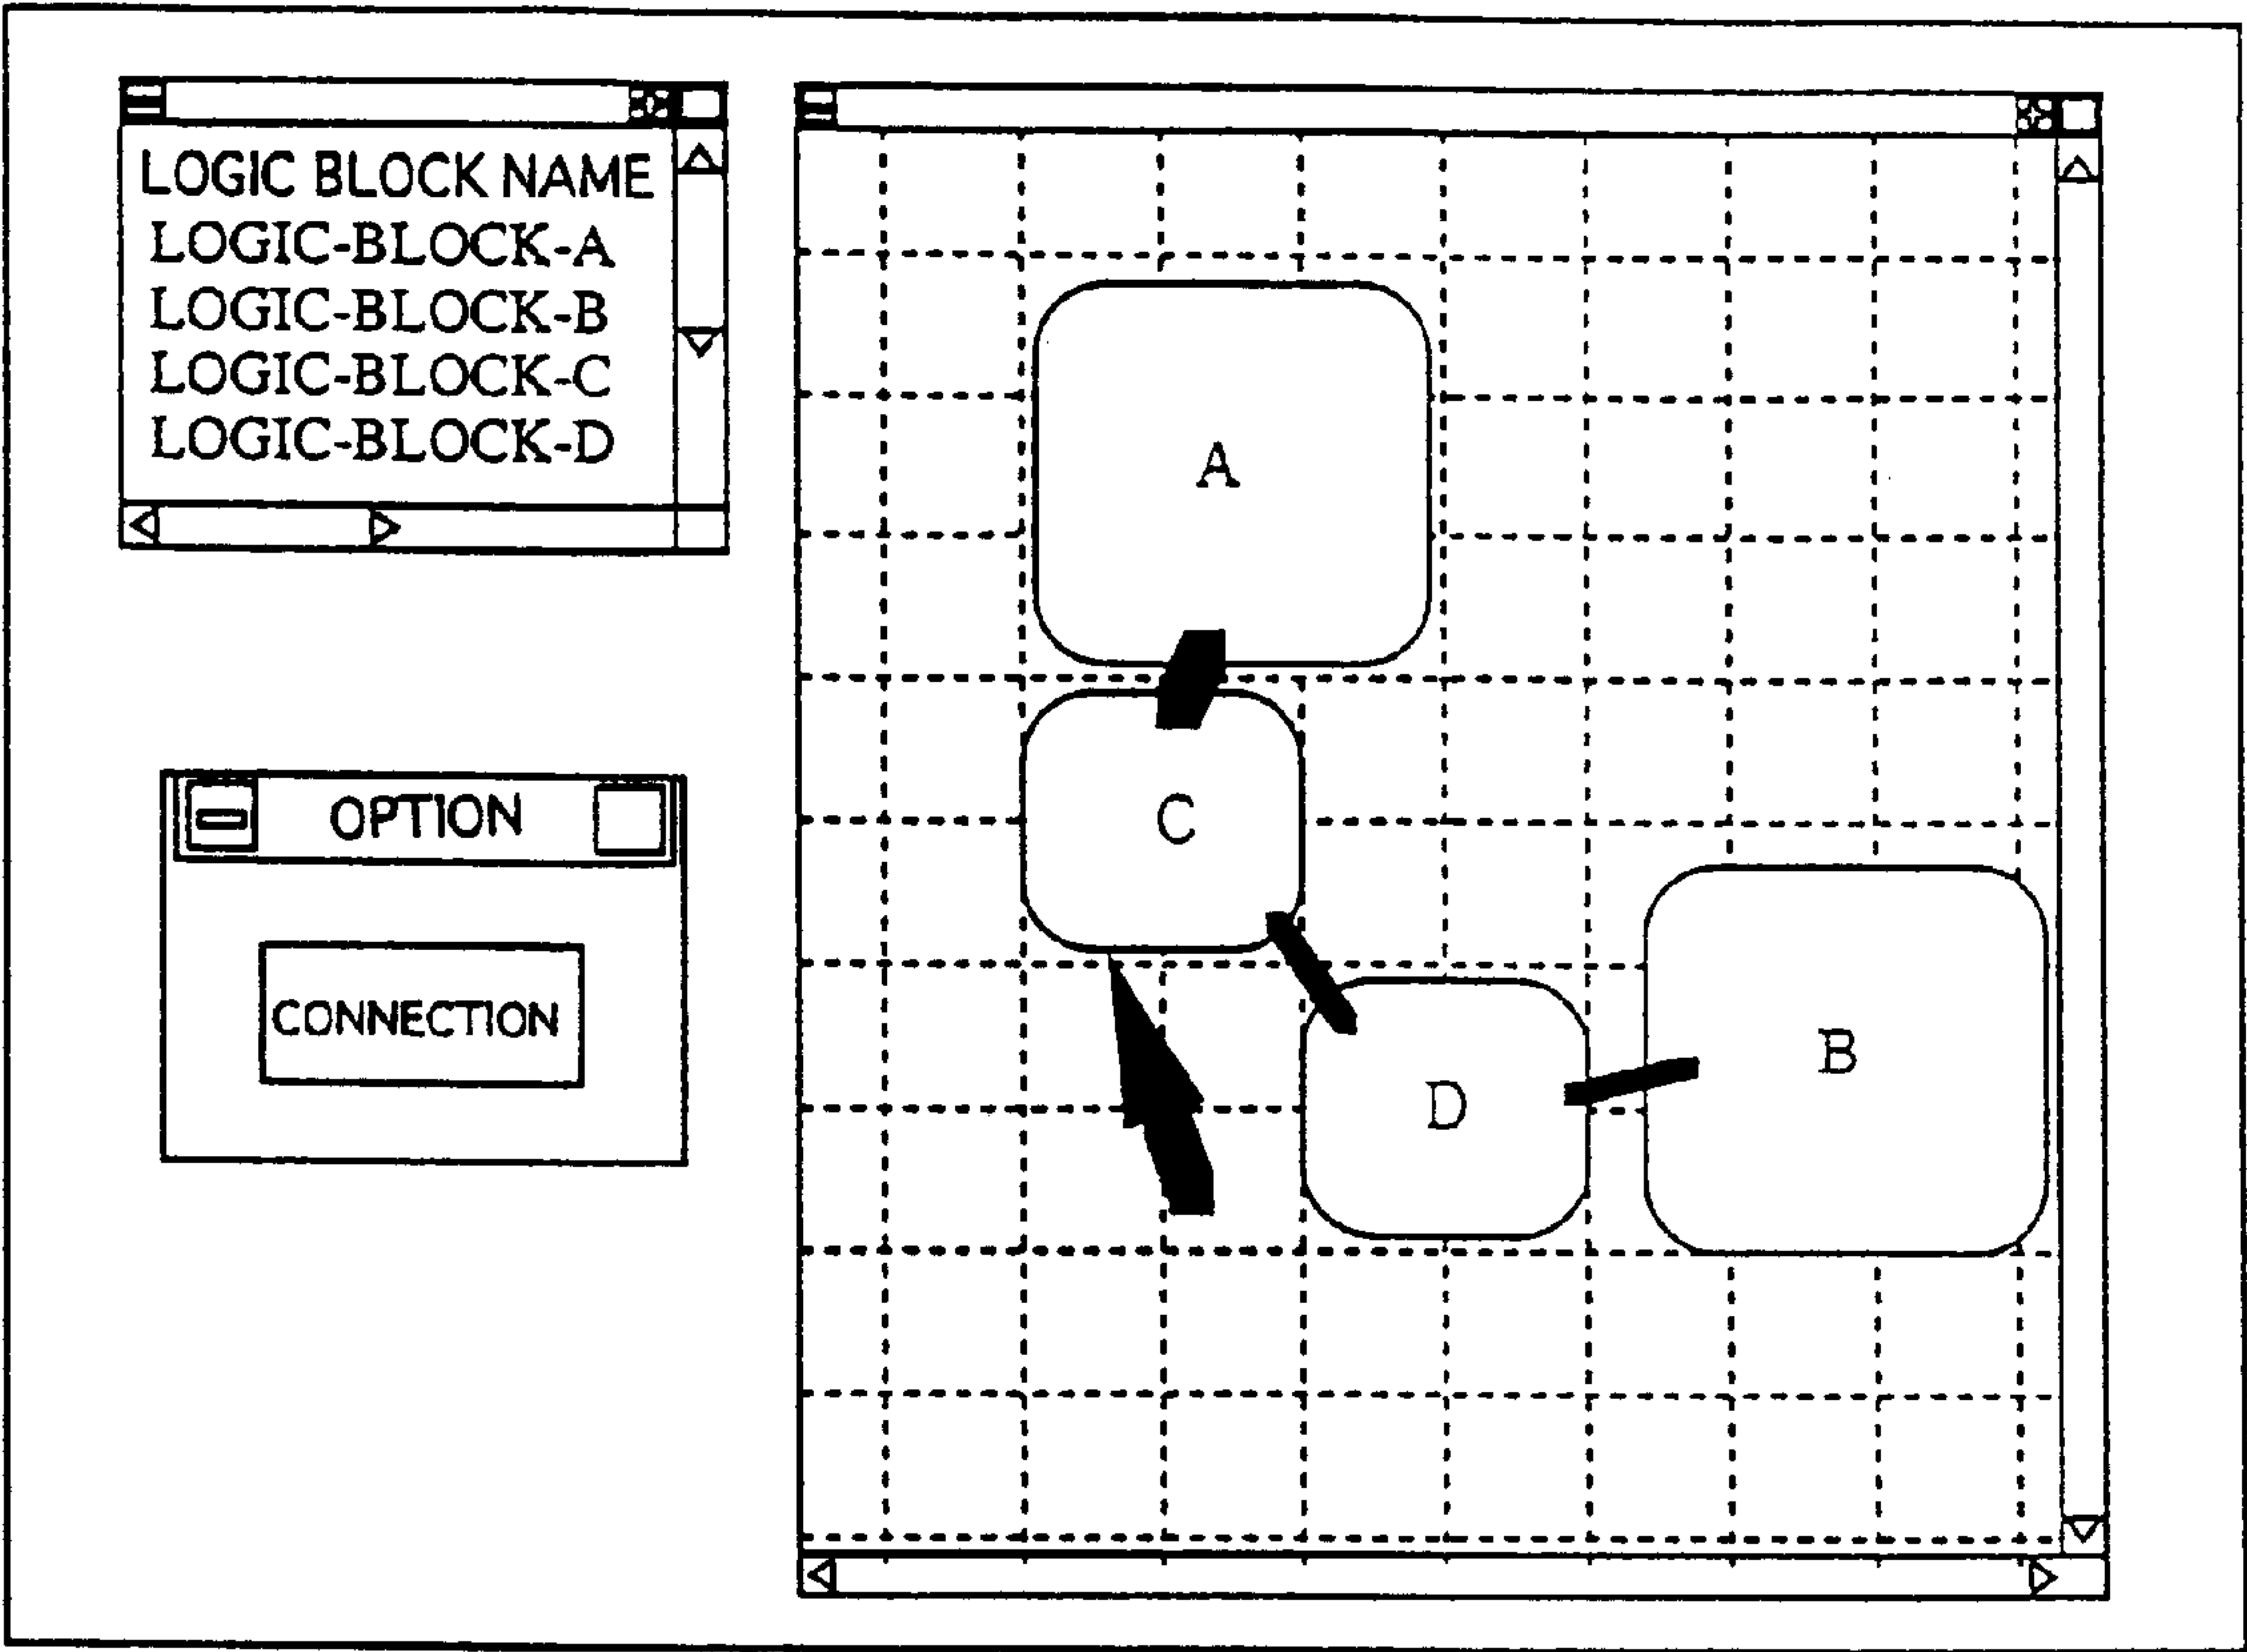 LOGIC BLOCK NAME
LOGIC-BLOCK-A
LOGIC-BLOCK-B
LOGIC-BLOCK-C
LOGIC-BLOCK-D
OPTION
CONNECTION
A
C
D
B